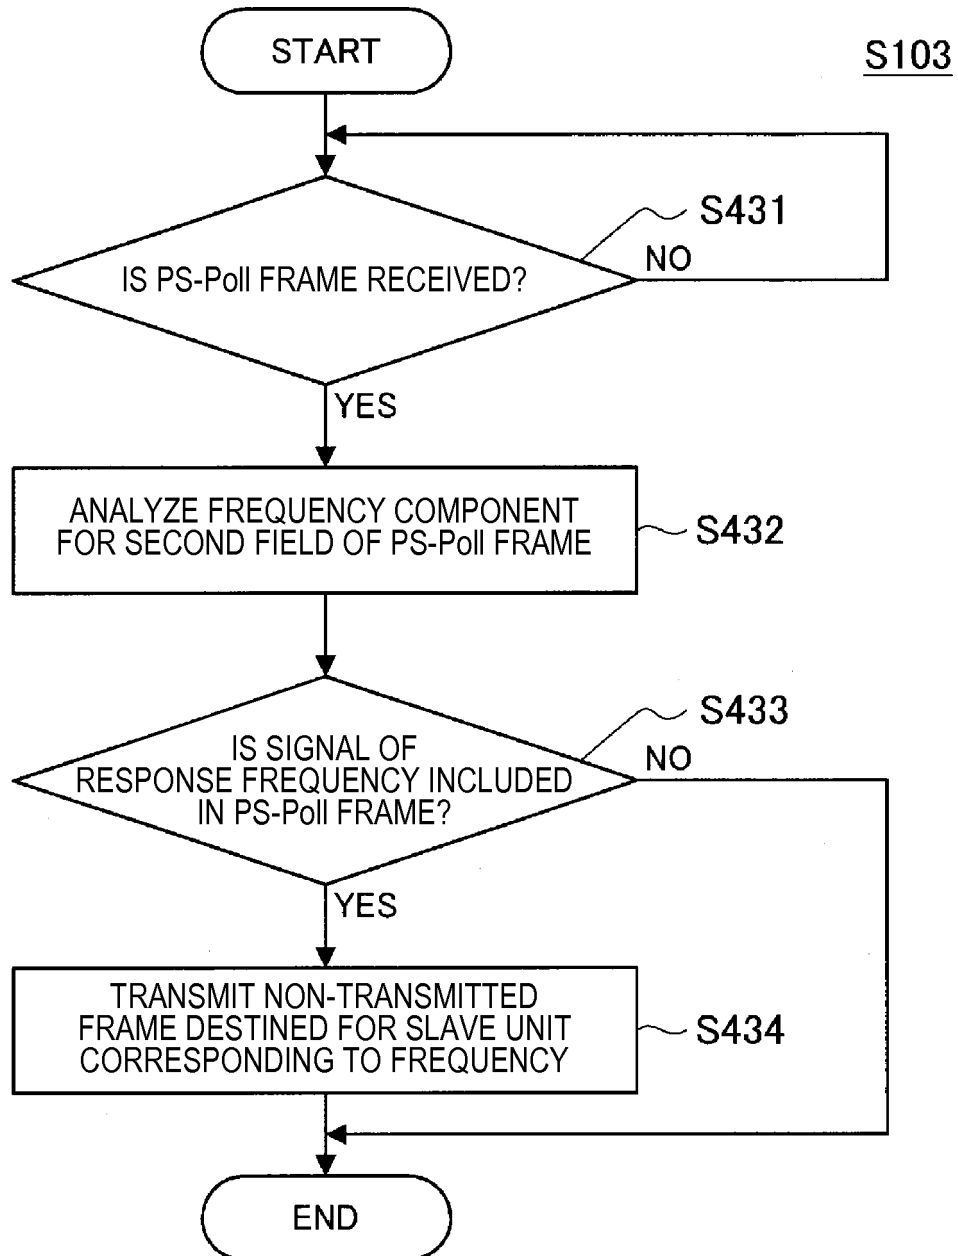 START
S103
S431
IS PS-Poll FRAME RECEIVED?
NO
YES
ANALYZE FREQUENCY COMPONENT
FOR SECOND FIELD OF PS-Poll FRAME
S432
S433
IS SIGNAL OF
RESPONSE FREQUENCY INCLUDED
IN PS-Poll FRAME?
NO
YES
TRANSMIT NON-TRANSMITTED
FRAME DESTINED FOR SLAVE UNIT
CORRESPONDING TO FREQUENCY
S434
END